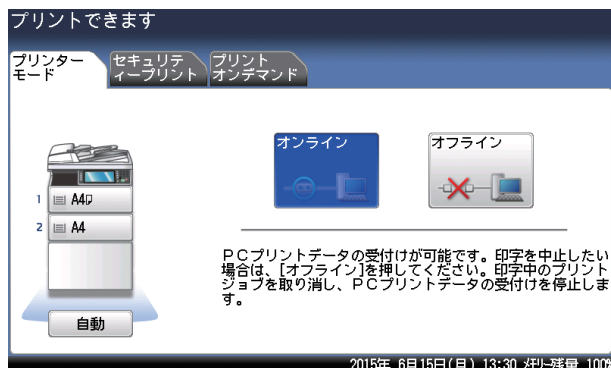 プリントできます
プリンター
モード
セキュリテ
ィープリント
プリント
オンデマンド
オンライン
オフライン
1 A4
2 A4
自動
PCプリントデータの受付けが可能です。印字を中止したい
場合は、[オフライン]を押してください。印字中のプリント
ジョブを取り消し、PCプリントデータの受付けを停止しま
す。
2015年 6月15日(月) 13:30 ﾒﾓﾘｰ残量 100%